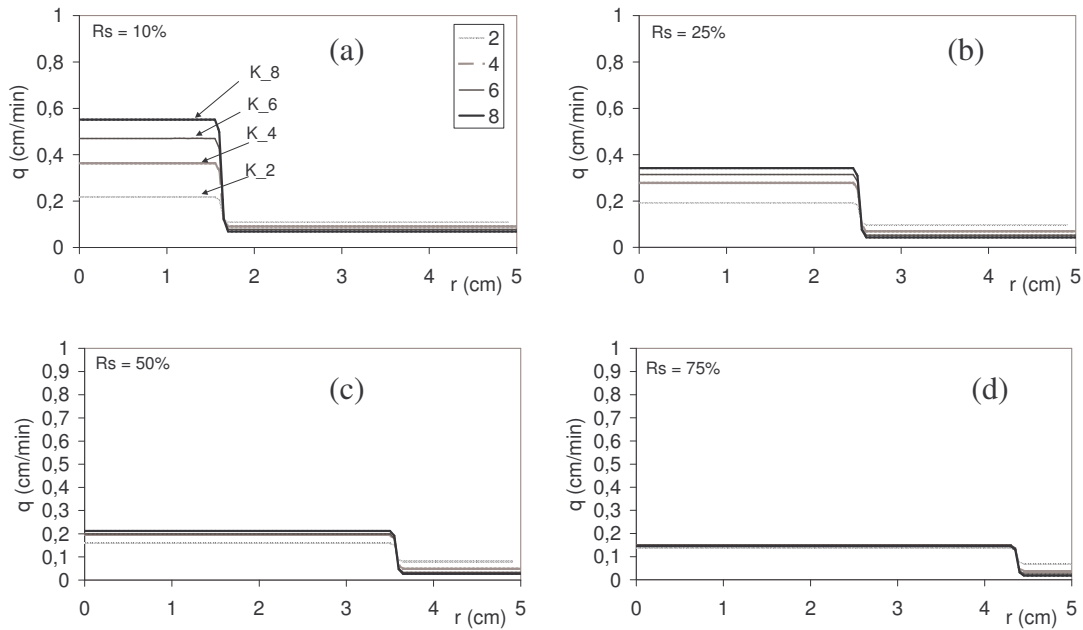 Rs = 10%
(a)
2
4
6
8
K_8
K_6
K_4
K_2
q (cm/min)
1
0,8
0,6
0,4
0,2
0
0 1 2 3 4 5
r (cm)
Rs = 25%
(b)
q (cm/min)
1
0,8
0,6
0,4
0,2
0
0 1 2 3 4 5
r (cm)
Rs = 50%
(c)
q (cm/min)
1
0,9
0,8
0,7
0,6
0,5
0,4
0,3
0,2
0,1
0
0 1 2 3 4 5
r (cm)
Rs = 75%
(d)
q (cm/min)
1
0,9
0,8
0,7
0,6
0,5
0,4
0,3
0,2
0,1
0
0 1 2 3 4 5
r (cm)